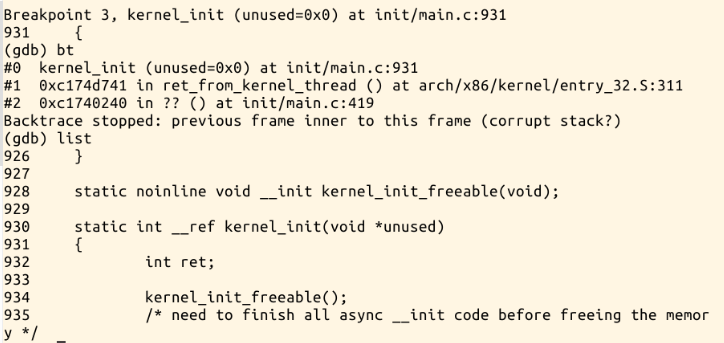 Breakpoint 3, kernel_init (unused=0x0) at init/main.c:931
931     {
(gdb) bt
#0  kernel_init (unused=0x0) at init/main.c:931
#1  0xc174d741 in ret_from_kernel_thread () at arch/x86/kernel/entry_32.S:311
#2  0xc1740240 in ?? () at init/main.c:419
Backtrace stopped: previous frame inner to this frame (corrupt stack?)
(gdb) list
926     }
927
928     static noinline void __init kernel_init_freeable(void);
929
930     static int __ref kernel_init(void *unused)
931     {
932             int ret;
933
934             kernel_init_freeable();
935             /* need to finish all async __init code before freeing the memor
y */